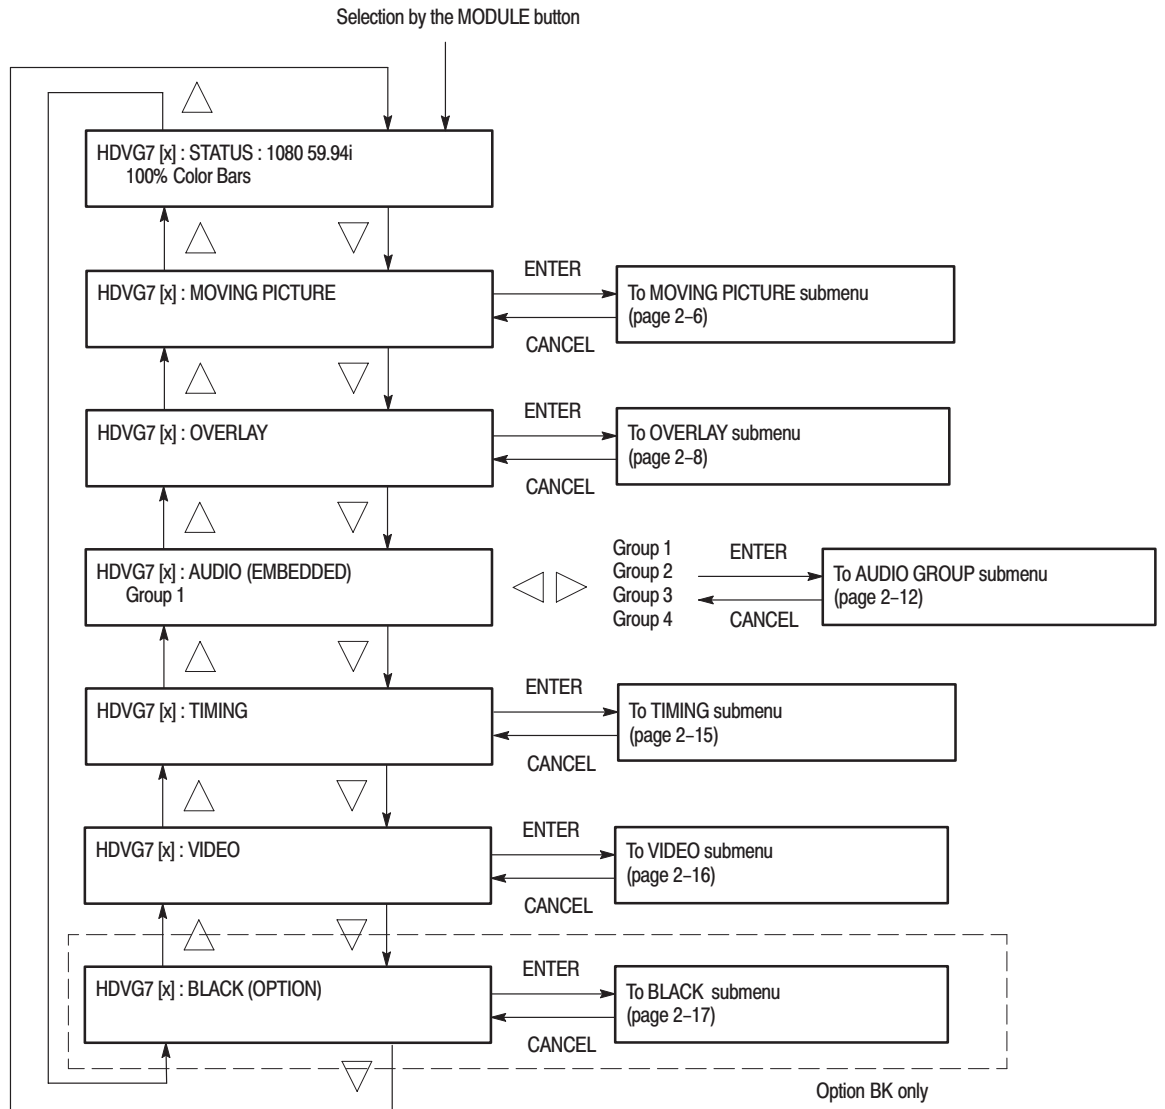 Selection by the MODULE button
HDVG7 [x] : STATUS : 1080 59.94i
100% Color Bars
HDVG7 [x] : MOVING PICTURE
ENTER
CANCEL
To MOVING PICTURE submenu
(page 2–6)
HDVG7 [x] : OVERLAY
ENTER
CANCEL
To OVERLAY submenu
(page 2–8)
HDVG7 [x] : AUDIO (EMBEDDED)
Group 1
Group 1
Group 2
Group 3
Group 4
ENTER
CANCEL
To AUDIO GROUP submenu
(page 2–12)
HDVG7 [x] : TIMING
ENTER
CANCEL
To TIMING submenu
(page 2–15)
HDVG7 [x] : VIDEO
ENTER
CANCEL
To VIDEO submenu
(page 2–16)
HDVG7 [x] : BLACK (OPTION)
ENTER
CANCEL
To BLACK submenu
(page 2–17)
Option BK only